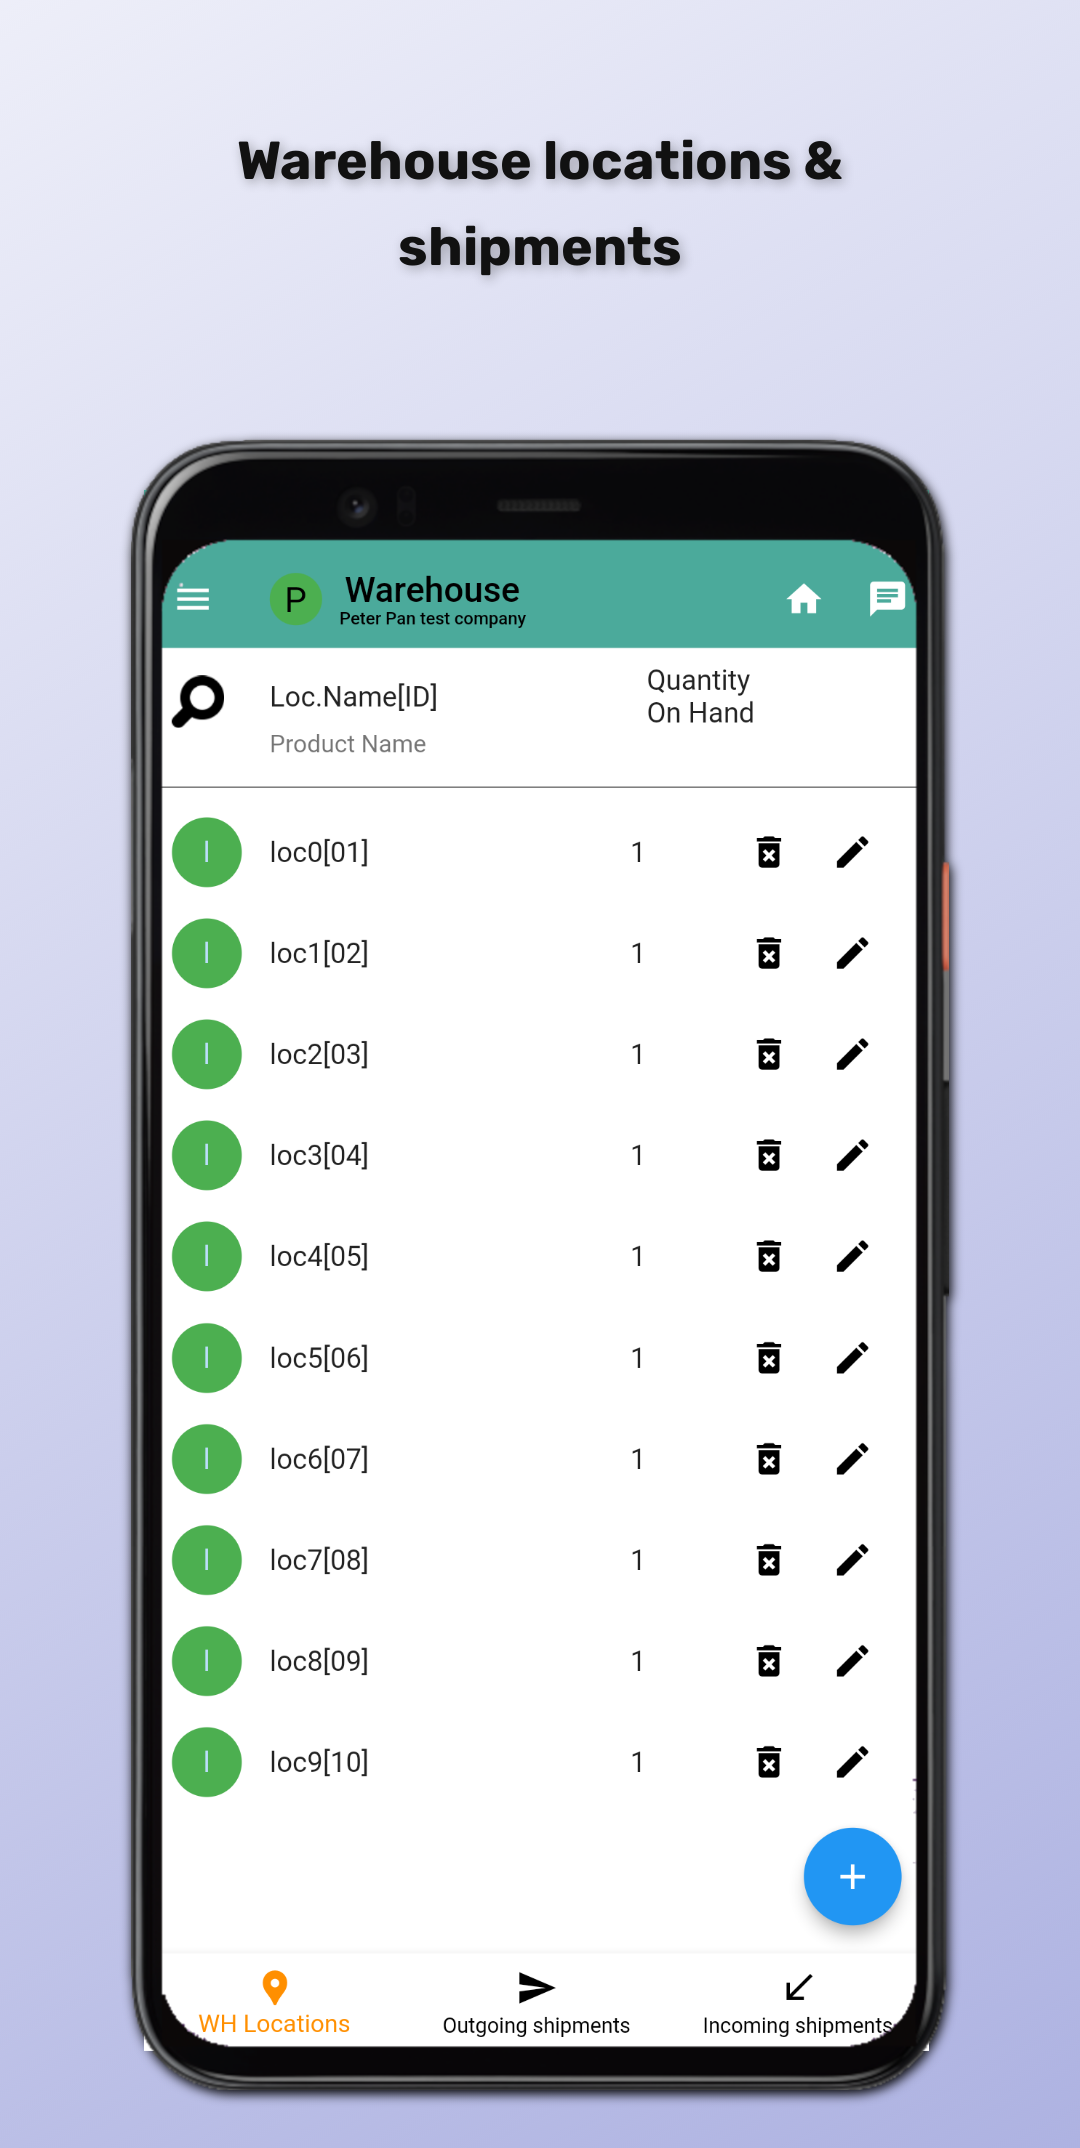 Warehouse locations &
shipments
P
Warehouse
Peter Pan test company
Loc.Name[ID]
Quantity
On Hand
Product Name
l loc0[01] 1
l loc1[02] 1
l loc2[03] 1
l loc3[04] 1
l loc4[05] 1
l loc5[06] 1
l loc6[07] 1
l loc7[08] 1
l loc8[09] 1
l loc9[10] 1
+
WH Locations
Outgoing shipments
Incoming shipments